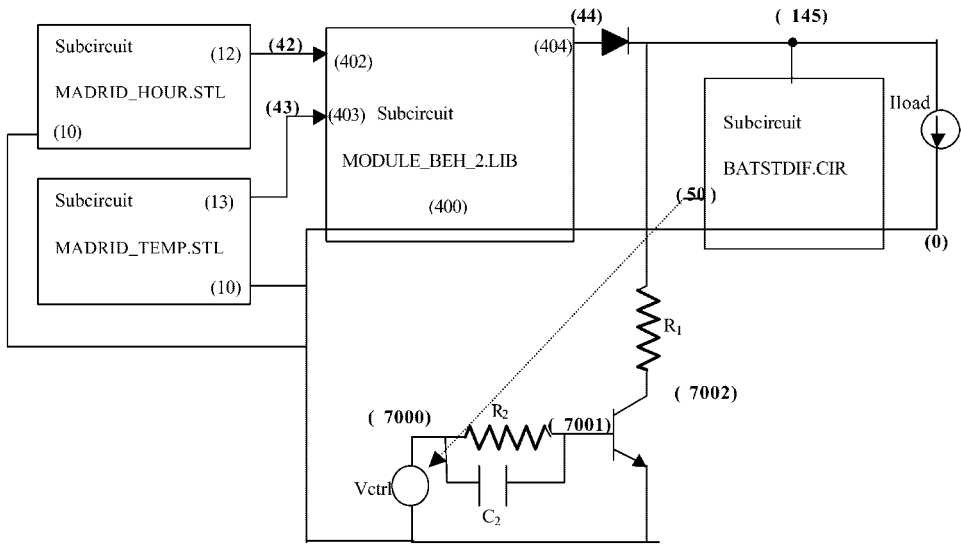 (44)
( 145)
Subcircuit
(12)
(42)
(402)
(404)
MADRID_HOUR.STL
(43)
(403)
Subcircuit
Iload
Subcircuit
(10)
MODULE_BEH_2.LIB
BATSTDIF.CIR
Subcircuit
(13)
(400)
(50)
MADRID_TEMP.STL
(0)
(10)
R1
( 7002)
( 7000)
R2
( 7001)
Vctrl
C2